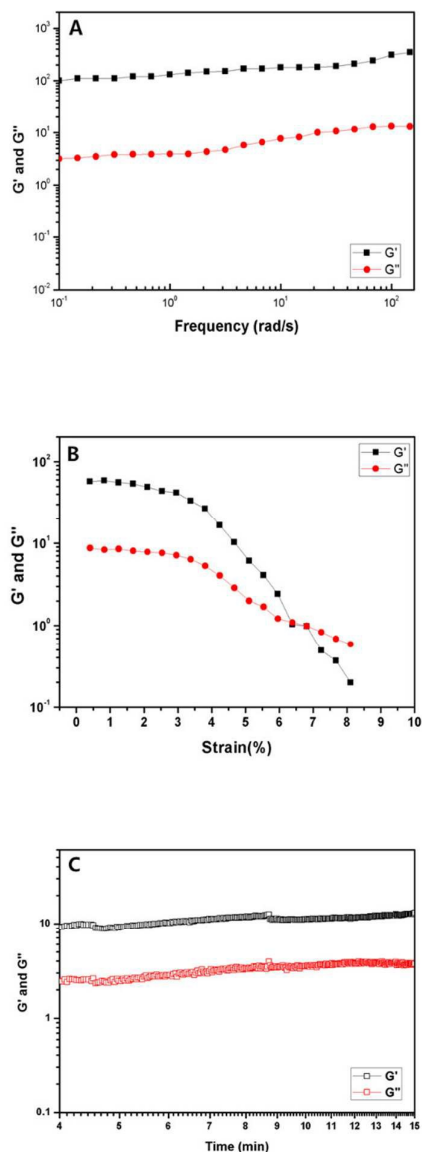 A
10³
10²
10¹
10⁰
10⁻¹
10⁻²
G' and G''
G'
G''
10⁻¹ 10⁰ 10¹ 10²
Frequency (rad/s)
B
10²
10¹
10⁰
10⁻¹
G' and G''
G'
G''
0 1 2 3 4 5 6 7 8 9 10
Strain(%)
C
10
1
0.1
G' and G''
G'
G''
4 5 6 7 8 9 10 11 12 13 14 15
Time (min)